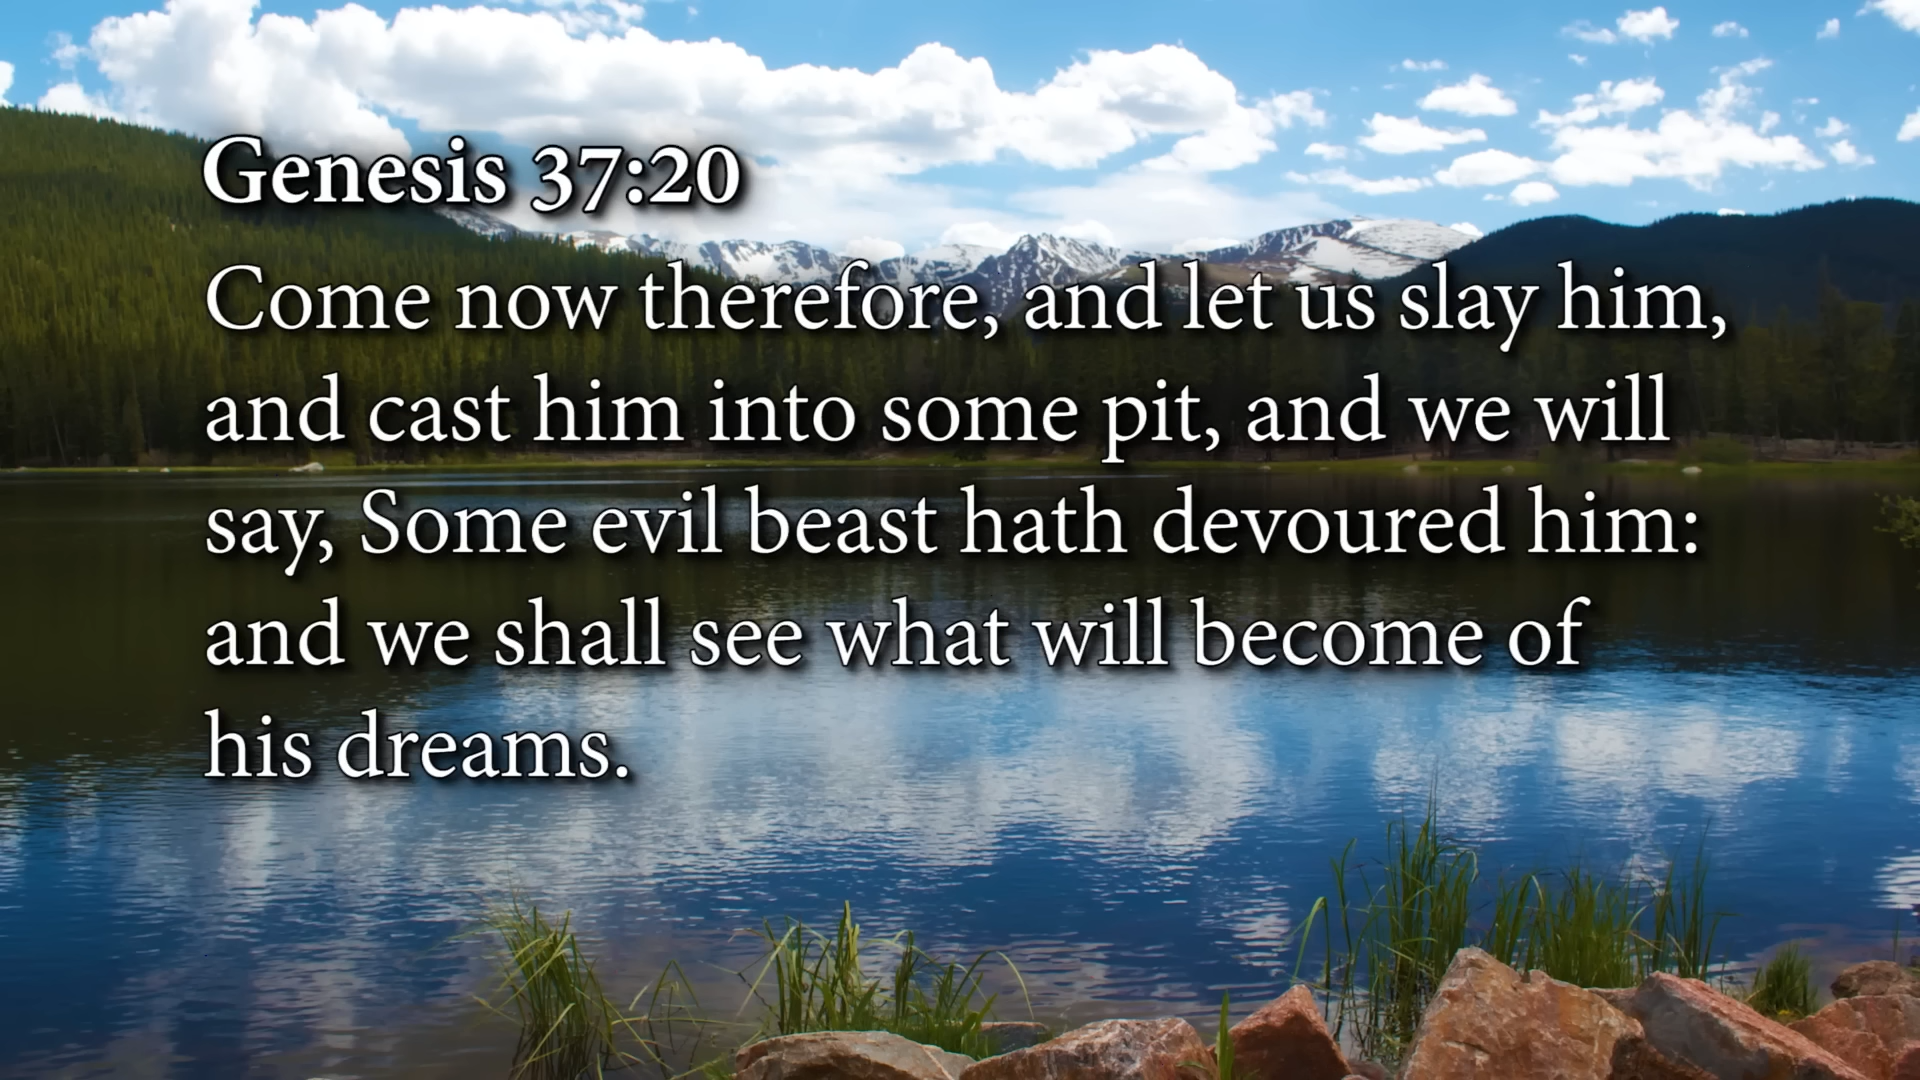 Genesis 37:20
Come now therefore, and let us slay him,
and cast him into some pit, and we will
say, Some evil beast hath devoured him:
and we shall see what will become of
his dreams.